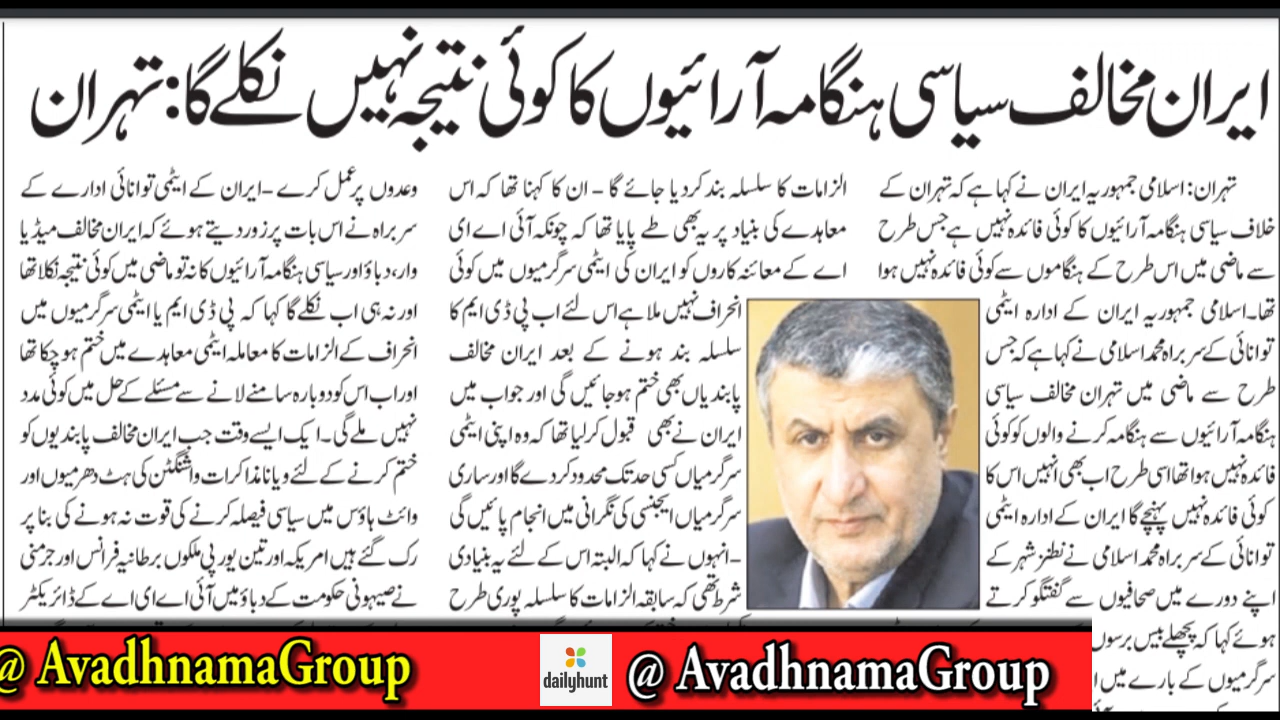 ایران مخالف سیاسی ہنگامہ آرائیوں کا کوئی نتیجہ نہیں نکلے گا: تہران
تہران: اسلامی جمہوریہ ایران نے کہا ہے کہ تہران کے
خلاف سیاسی ہنگامہ آرائیوں کا کوئی فائدہ نہیں ہے جس طرح
سے ماضی میں اس طرح کے ہنگاموں سے کوئی فائدہ نہیں ہوا
تھا۔ اسلامی جمہوریہ ایران کے ادارہ ایٹمی
توانائی کے سربراہ محمد اسلامی نے کہا ہے کہ جس
طرح سے ماضی میں تہران مخالف سیاسی
ہنگامہ آرائیوں سے ہنگامہ کرنے والوں کو کوئی
فائدہ نہیں ہوا تھا اسی طرح اب بھی انہیں اس کا
کوئی فائدہ نہیں پہنچے گا ایران کے ادارہ ایٹمی
توانائی کے سربراہ محمد اسلامی نے نطنز شہر کے
اپنے دورے میں صحافیوں سے گفتگو کرتے
ہوئے کہا کہ پچھلے بیس برسوں
سرگرمیوں کے بارے میں
الزامات کا سلسلہ بند کردیا جائے گا - ان کا کہنا تھا کہ اس
معاہدے کی بنیاد پر یہ بھی طے پایا تھا کہ چونکہ آئی اے ای
اے کے معائنہ کاروں کو ایران کی ایٹمی سرگرمیوں میں کوئی
انحراف نہیں ملا ہے اس لئے اب پی ڈی ایم کا
سلسلہ بند ہونے کے بعد ایران مخالف
پابندیاں بھی ختم ہوجائیں گی اور جواب میں
ایران نے بھی قبول کرلیا تھا کہ وہ اپنی ایٹمی
سرگرمیاں کسی حد تک محدود کردے گا اور ساری
سرگرمیاں ایجنسی کی نگرانی میں انجام پائیں گی
-انہوں نے کہا کہ البتہ اس کے لئے یہ بنیادی
شرط تھی کہ سابقہ الزامات کا سلسلہ پوری طرح
وعدوں پر عمل کرے -ایران کے ایٹمی توانائی ادارے کے
سربراہ نے اس بات پر زور دیتے ہوئے کہ ایران مخالف میڈیا
وار، دباؤ اور سیاسی ہنگامہ آرائیوں کا نہ تو ماضی میں کوئی نتیجہ نکلا تھا
اور نہ ہی اب نکلے گا کہا کہ پی ڈی ایم یا ایٹمی سرگرمیوں میں
انحراف کے الزامات کا معاملہ ایٹمی معاہدے میں ختم ہوچکا تھا
اور اب اس کو دوبارہ سامنے لانے سے مسئلے کے حل میں کوئی مدد
نہیں ملے گی۔ ایک ایسے وقت جب ایران مخالف پابندیوں کو
ختم کرنے کے لئے ویانا مذاکرات واشنگٹن کی ہٹ دھرمیوں اور
وائٹ ہاؤس میں سیاسی فیصلہ کرنے کی قوت نہ ہونے کی بنا پر
رک گئے ہیں امریکہ اور تین یورپی ملکوں برطانیہ فرانس اور جرمنی
نے صیہونی حکومت کے دباؤ میں آئی اے ای اے کے ڈائریکٹر
@ AvadhnamaGroup
dailyhunt
@ AvadhnamaGroup